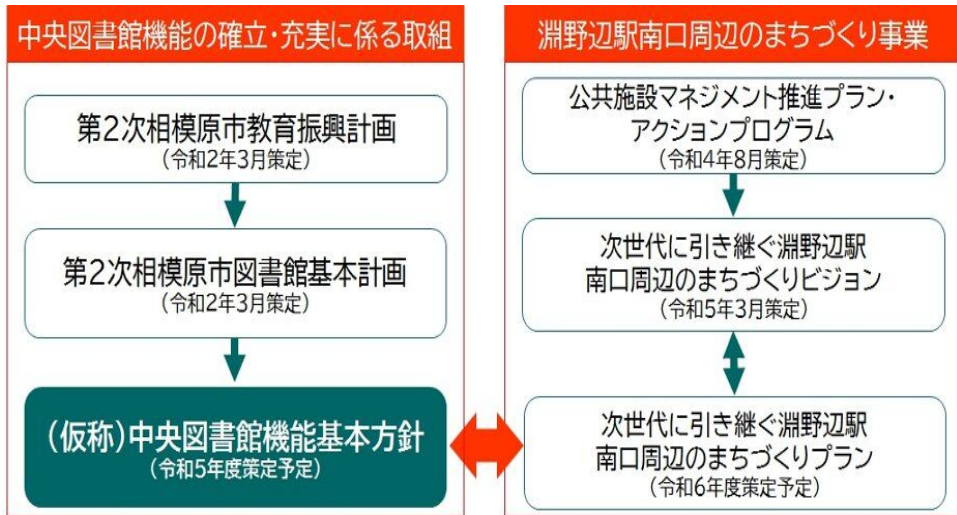 中央図書館機能の確立・充実に係る取組
第2次相模原市教育振興計画
(令和2年3月策定)
第2次相模原市図書館基本計画
(令和2年3月策定)
(仮称)中央図書館機能基本方針
(令和5年度策定予定)
淵野辺駅南口周辺のまちづくり事業
公共施設マネジメント推進プラン・
アクションプログラム
(令和4年8月策定)
次世代に引き継ぐ淵野辺駅
南口周辺のまちづくりビジョン
(令和5年3月策定)
次世代に引き継ぐ淵野辺駅
南口周辺のまちづくりプラン
(令和6年度策定予定)